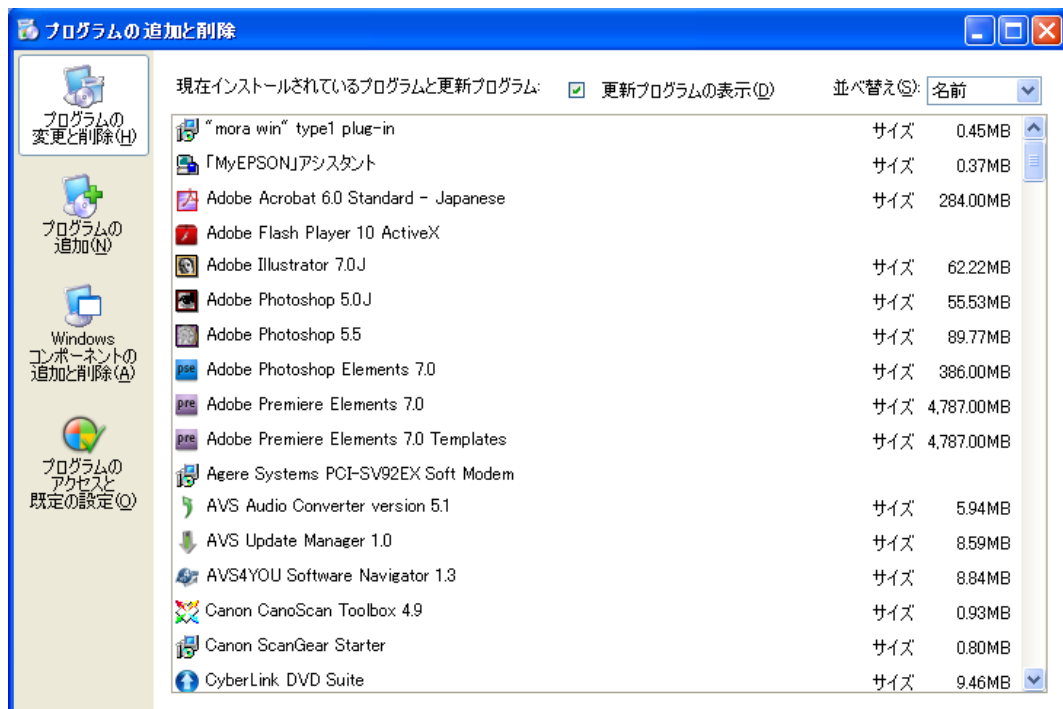 プログラムの追加と削除
プログラムの
変更と削除(H)
プログラムの
追加(N)
Windows
コンポーネントの
追加と削除(A)
プログラムの
アクセスと
既定の設定(O)
現在インストールされているプログラムと更新プログラム: 更新プログラムの表示(D) 並べ替え(S): 名前
"mora win" type1 plug-in サイズ 0.45MB
「MyEPSON」アシスタント サイズ 0.37MB
Adobe Acrobat 6.0 Standard - Japanese サイズ 284.00MB
Adobe Flash Player 10 ActiveX
Adobe Illustrator 7.0J サイズ 62.22MB
Adobe Photoshop 5.0J サイズ 55.53MB
Adobe Photoshop 5.5 サイズ 89.77MB
pse Adobe Photoshop Elements 7.0 サイズ 386.00MB
pre Adobe Premiere Elements 7.0 サイズ 4,787.00MB
pre Adobe Premiere Elements 7.0 Templates サイズ 4,787.00MB
Agere Systems PCI-SV92EX Soft Modem
AVS Audio Converter version 5.1 サイズ 5.94MB
AVS Update Manager 1.0 サイズ 8.59MB
AVS4YOU Software Navigator 1.3 サイズ 8.84MB
Canon CanoScan Toolbox 4.9 サイズ 0.93MB
Canon ScanGear Starter サイズ 0.80MB
CyberLink DVD Suite サイズ 9.46MB